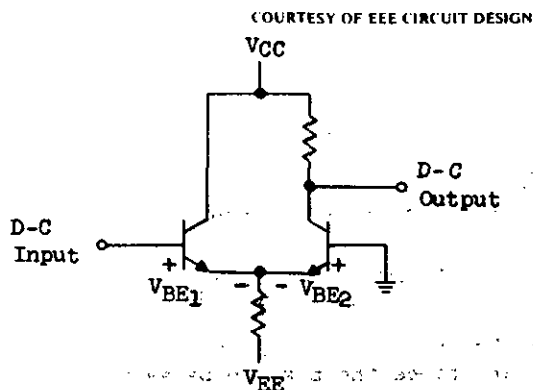 COURTESY OF EEE CIRCUIT DESIGN
VCC
D-C
Output
D-C
Input
+
VBE1
-
-
+
VBE2
VEE